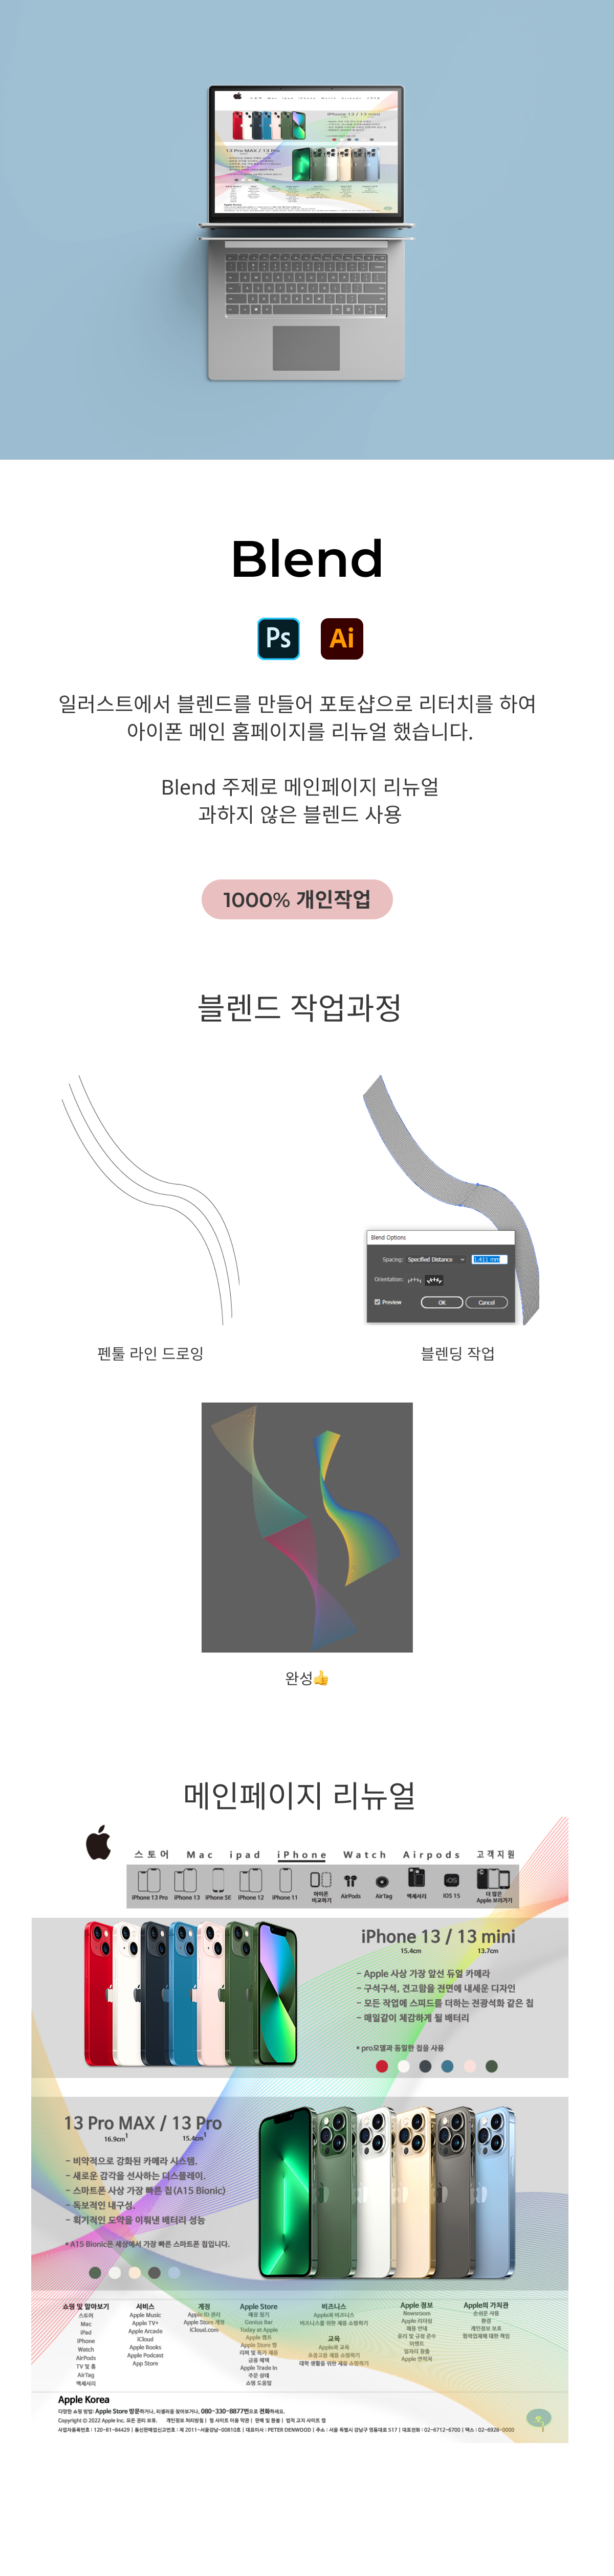 Blend
Ps Ai
일러스트에서 블렌드를 만들어 포토샵으로 리터치를 하여
아이폰 메인 홈페이지를 리뉴얼 했습니다.
Blend 주제로 메인페이지 리뉴얼
과하지 않은 블렌드 사용
1000% 개인작업
블렌드 작업과정
Blend Options
Spacing: Specified Distance 1.411 mm
Orientation:
Preview OK Cancel
펜툴 라인 드로잉
블렌딩 작업
완성👍
메인페이지 리뉴얼
스토어 Mac ipad iPhone Watch Airpods 고객지원
iPhone 13 Pro iPhone 13 iPhone SE iPhone 12 iPhone 11 아이폰 비교하기 AirPods AirTag 액세서리 iOS 15 더 많은 Apple 보러가기
iPhone 13 / 13 mini
15.4cm 13.7cm
- Apple 사상 가장 앞선 듀얼 카메라
- 구석구석, 견고함을 전면에 내세운 디자인
- 모든 작업에 스피드를 더하는 전광석화 같은 칩
- 매일같이 체감하게 될 배터리
* pro모델과 동일한 칩을 사용
13 Pro MAX / 13 Pro
16.9cm¹ 15.4cm¹
- 비약적으로 강화된 카메라 시스템.
- 새로운 감각을 선사하는 디스플레이.
- 스마트폰 사상 가장 빠른 칩(A15 Bionic)
- 독보적인 내구성.
- 획기적인 도약을 이뤄낸 배터리 성능
* A15 Bionic은 세상에서 가장 빠른 스마트폰 칩입니다.
쇼핑 및 알아보기
스토어
Mac
iPad
iPhone
Watch
AirPods
TV 및 홈
AirTag
액세서리
서비스
Apple Music
Apple TV+
Apple Arcade
iCloud
Apple Books
Apple Podcast
App Store
계정
Apple ID 관리
Apple Store 계정
iCloud.com
Apple Store
매장 찾기
Genius Bar
Today at Apple
Apple 캠프
Apple Store 앱
리퍼 및 특가 제품
금융 혜택
Apple Trade In
주문 상태
쇼핑 도움말
비즈니스
Apple과 비즈니스
비즈니스를 위한 제품 쇼핑하기
교육
Apple과 교육
초중고용 제품 쇼핑하기
대학 생활을 위한 제품 쇼핑하기
Apple 정보
Newsroom
Apple 리더십
채용 안내
윤리 및 규정 준수
이벤트
Apple 연락처
Apple의 가치관
손쉬운 사용
환경
개인정보 보호
협력업체에 대한 책임
Apple Korea
다양한 쇼핑 방법: Apple Store 방문하거나, 리셀러를 찾아보거나, 080-330-8877번으로 전화하세요.
Copyright © 2022 Apple Inc. 모든 권리 보유. 개인정보 처리방침 | 웹 사이트 이용 약관 | 판매 및 환불 | 법적 고지 사이트 맵
사업자등록번호 : 120-81-84429 | 통신판매업신고번호 : 제 2011-서울강남-00810호 | 대표이사 : PETER DENWOOD | 주소 : 서울 특별시 강남구 영동대로 517 | 대표전화 : 02-6712-6700 | 팩스 : 02-6928-0000